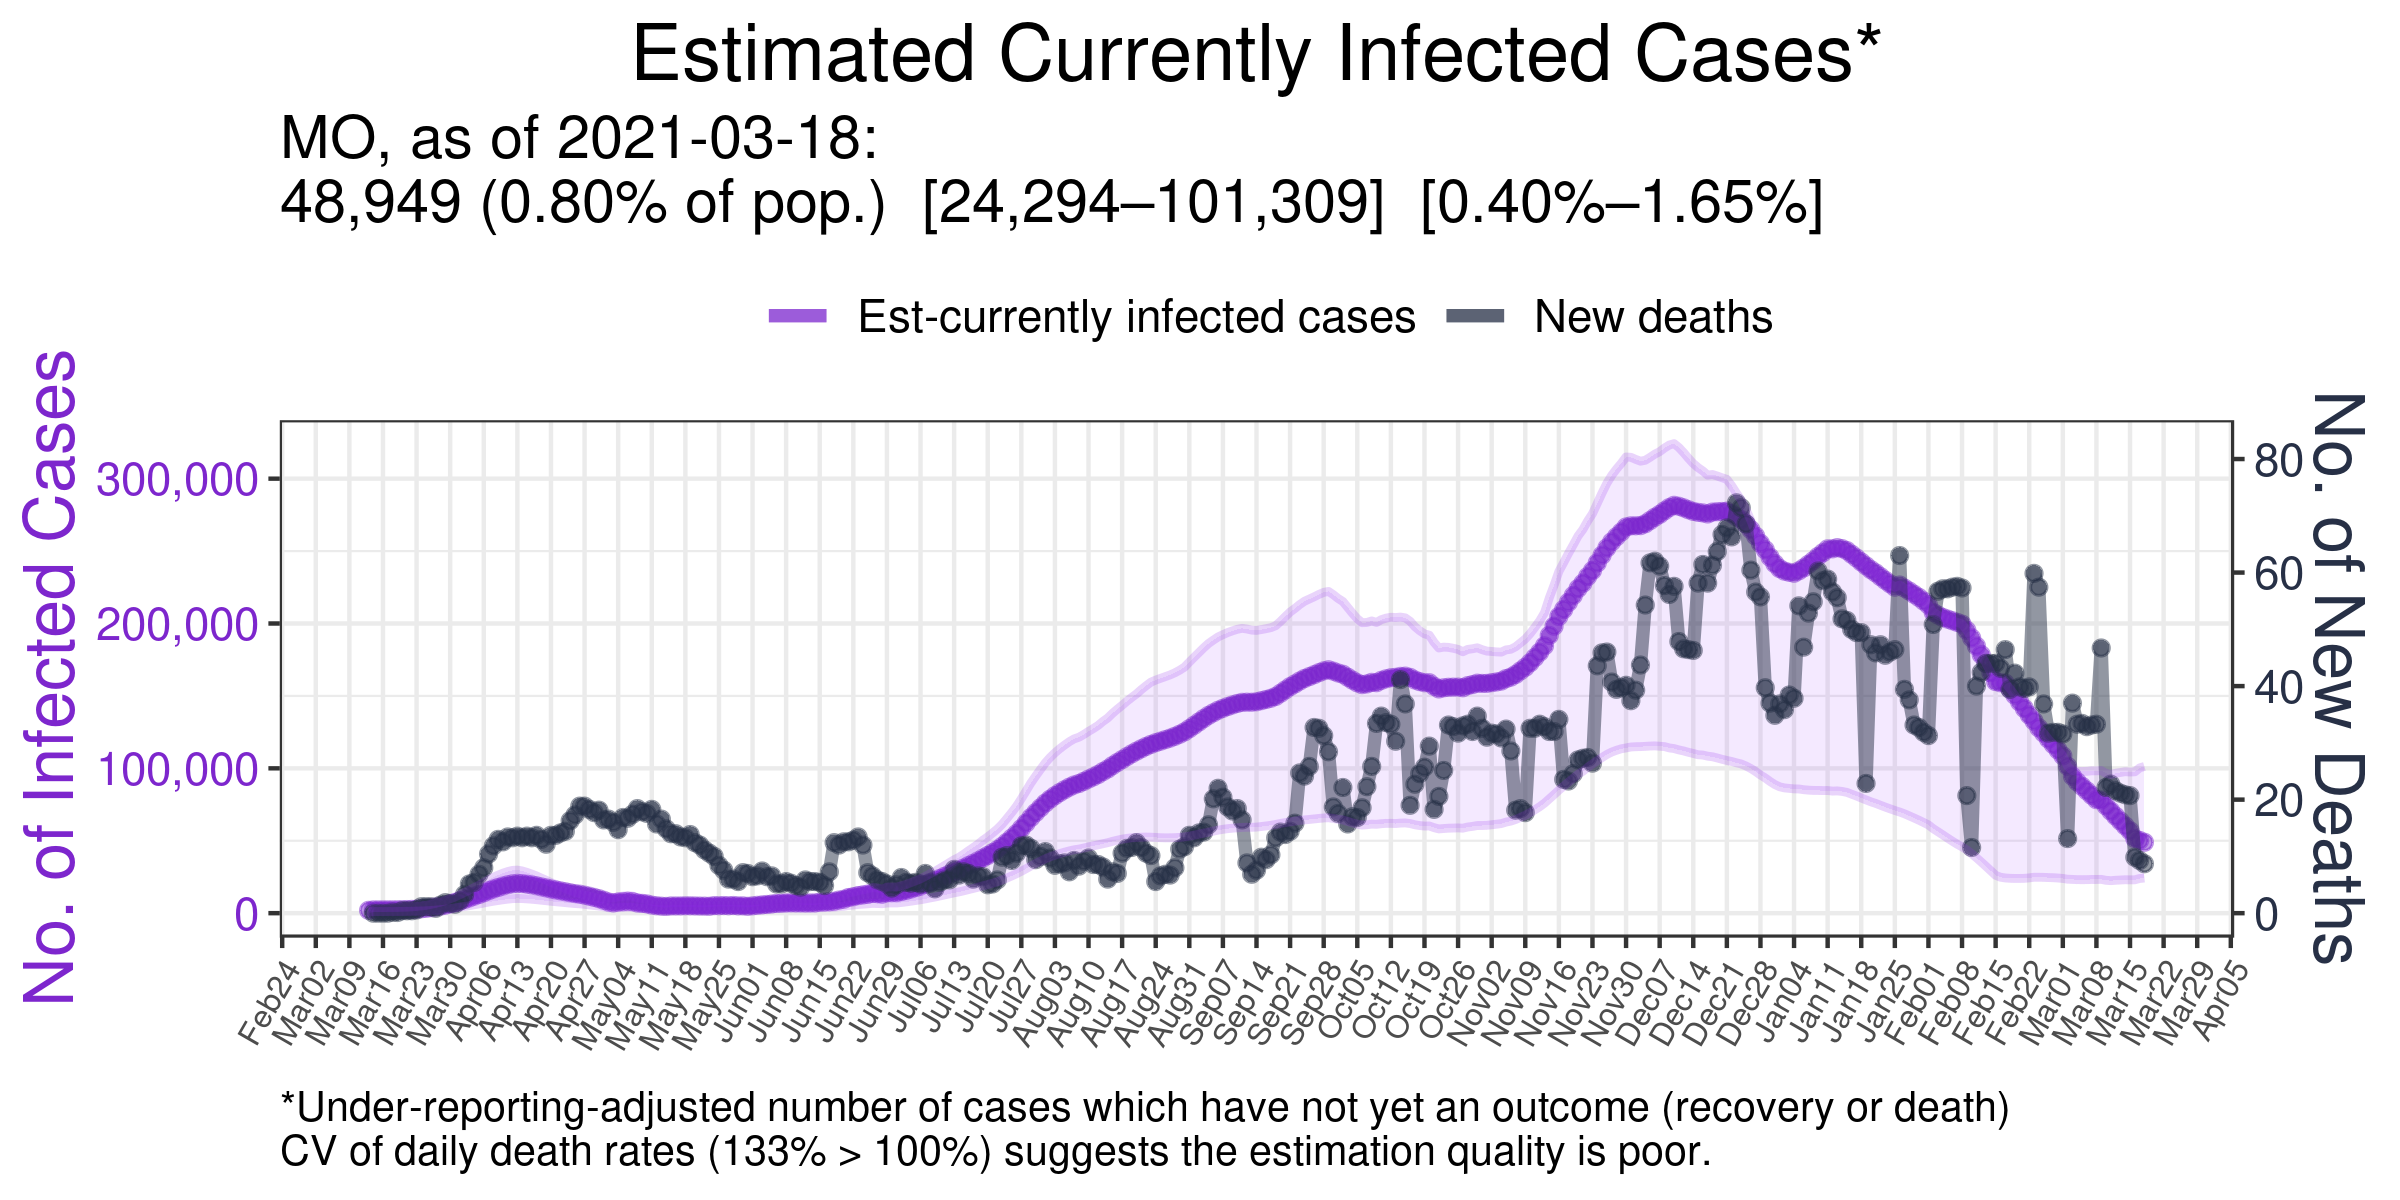 Estimated Currently Infected Cases*
MO, as of 2021-03-18:
48,949 (0.80% of pop.) [24,294–101,309] [0.40%–1.65%]
Est-currently infected cases New deaths
No. of Infected Cases
300,000
200,000
100,000
0
80
60
40
20
0
No. of New Deaths
Feb24 Mar02 Mar09 Mar16 Mar23 Mar30 Apr06 Apr13 Apr20 Apr27 May04 May11 May18 May25 Jun01 Jun08 Jun15 Jun22 Jun29 Jul06 Jul13 Jul20 Jul27 Aug03 Aug10 Aug17 Aug24 Aug31 Sep07 Sep14 Sep21 Sep28 Oct05 Oct12 Oct19 Oct26 Nov02 Nov09 Nov16 Nov23 Nov30 Dec07 Dec14 Dec21 Dec28 Jan04 Jan11 Jan18 Jan25 Feb01 Feb08 Feb15 Feb22 Mar01 Mar08 Mar15 Mar22 Mar29 Apr05
*Under-reporting-adjusted number of cases which have not yet an outcome (recovery or death)
CV of daily death rates (133% > 100%) suggests the estimation quality is poor.